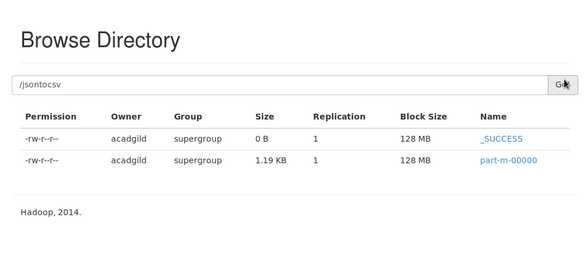 Browse Directory
/jsontocsv
Permission Owner Group Size Replication Block Size Name
-rw-r--r-- acadgild supergroup 0 B 1 128 MB _SUCCESS
-rw-r--r-- acadgild supergroup 1.19 KB 1 128 MB part-m-00000
Hadoop, 2014.